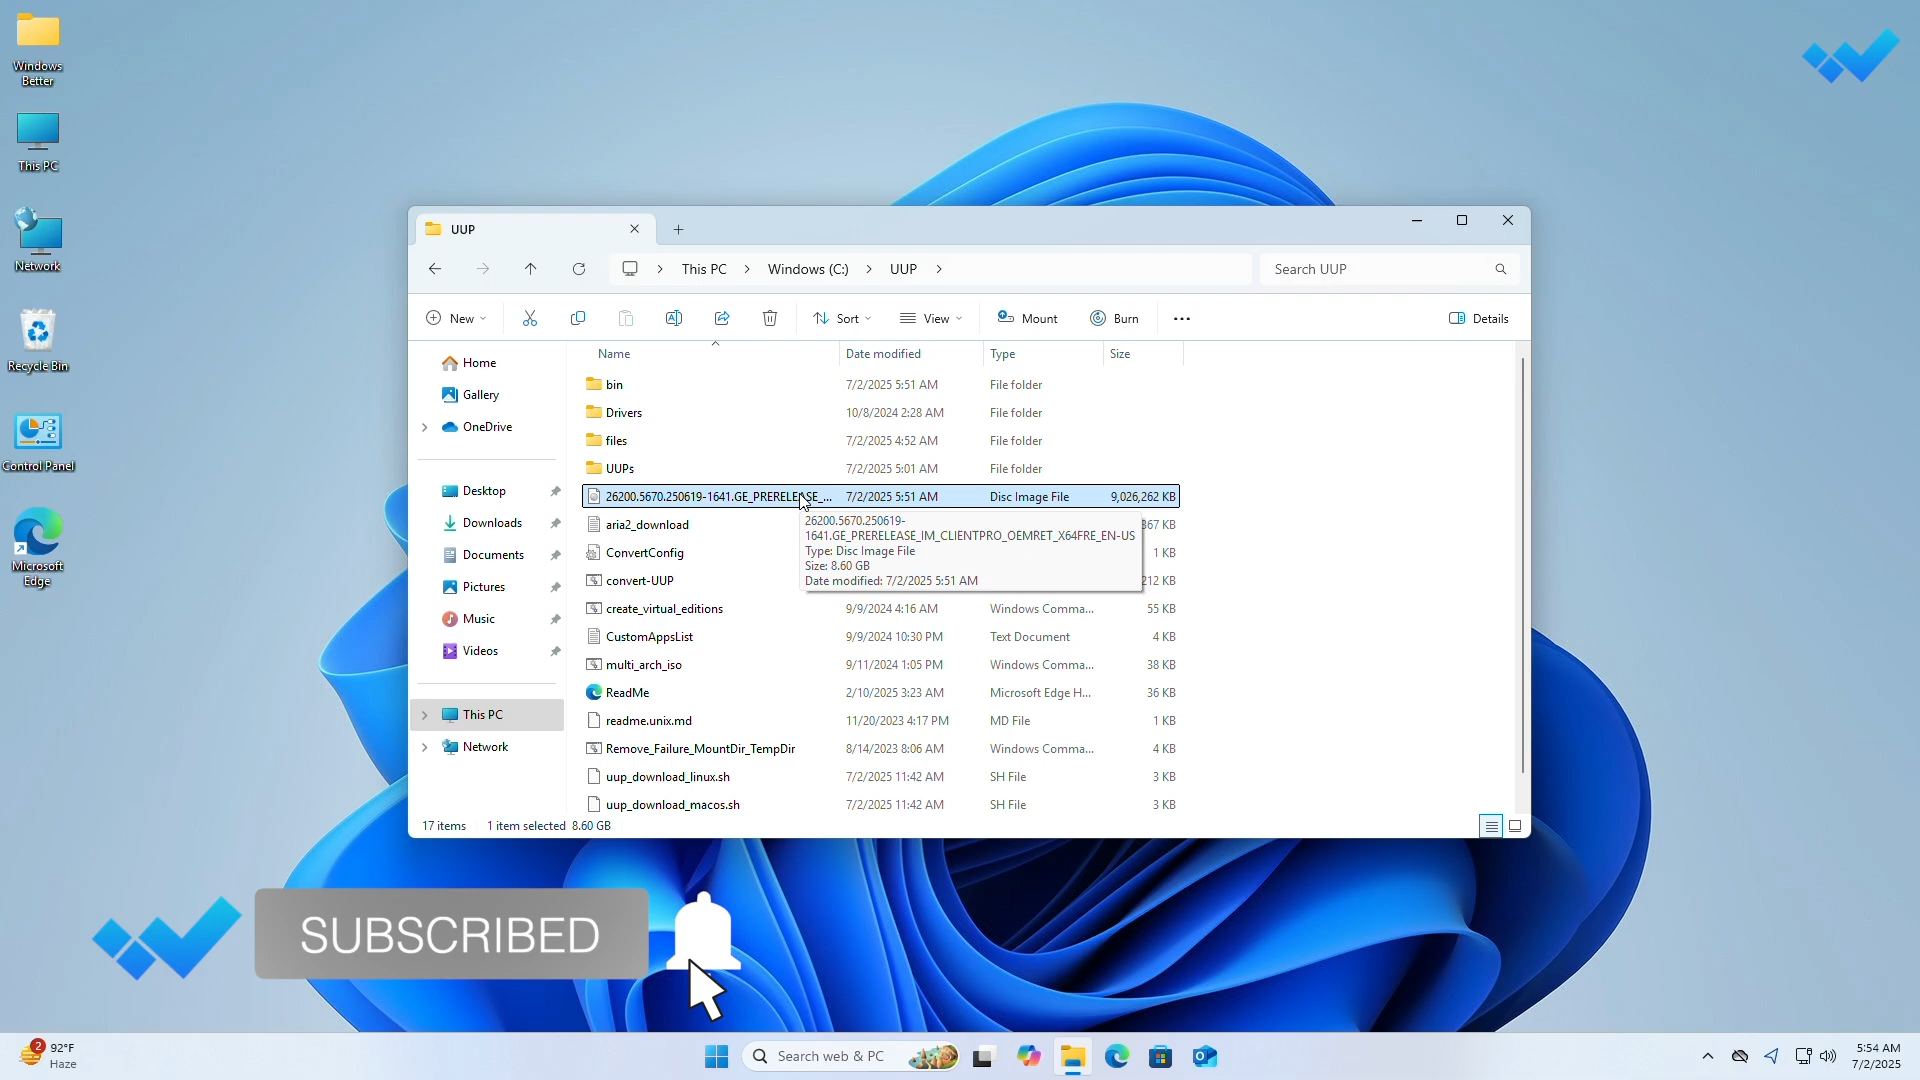 Windows
Better
This PC
Network
Recycle Bin
Control Panel
Microsoft
Edge
UUP
This PC
Windows (C:)
UUP
Search UUP
New
Sort
View
Mount
Burn
Details
Home
Gallery
OneDrive
Desktop
Downloads
Documents
Pictures
Music
Videos
This PC
Network
Name Date modified Type Size
bin 7/2/2025 5:51 AM File folder
Drivers 10/8/2024 2:28 AM File folder
files 7/2/2025 4:52 AM File folder
UUPs 7/2/2025 5:01 AM File folder
26200.5670.250619-1641.GE_PRERELEASE_... 7/2/2025 5:51 AM Disc Image File 9,026,262 KB
aria2_download 367 KB
ConvertConfig 1 KB
convert-UUP 212 KB
26200.5670.250619-
1641.GE_PRERELEASE_IM_CLIENTPRO_OEMRET_X64FRE_EN-US
Type: Disc Image File
Size: 8.60 GB
Date modified: 7/2/2025 5:51 AM
create_virtual_editions 9/9/2024 4:16 AM Windows Comma... 55 KB
CustomAppsList 9/9/2024 10:30 PM Text Document 4 KB
multi_arch_iso 9/11/2024 1:05 PM Windows Comma... 38 KB
ReadMe 2/10/2025 3:23 AM Microsoft Edge H... 36 KB
readme.unix.md 11/20/2023 4:17 PM MD File 1 KB
Remove_Failure_MountDir_TempDir 8/14/2023 8:06 AM Windows Comma... 4 KB
uup_download_linux.sh 7/2/2025 11:42 AM SH File 3 KB
uup_download_macos.sh 7/2/2025 11:42 AM SH File 3 KB
17 items 1 item selected 8.60 GB
SUBSCRIBED
2
92°F
Haze
Search web & PC
5:54 AM
7/2/2025